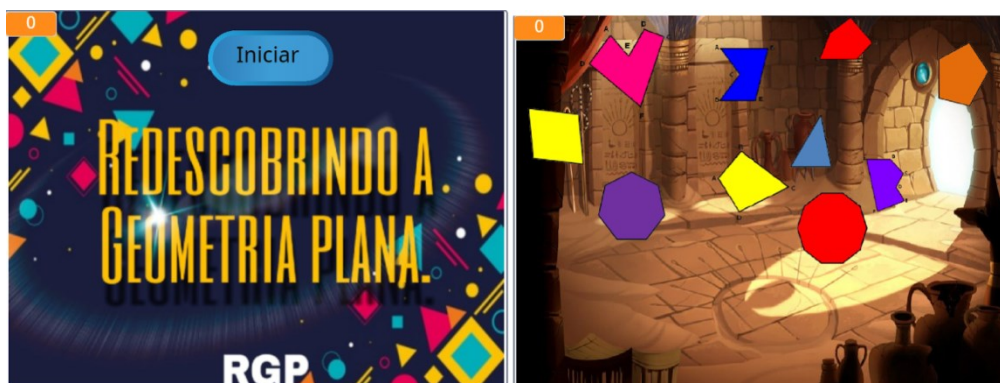 0
Iniciar
REDESCOBRINDO A
GEOMETRIA PLANA.
RGP
0